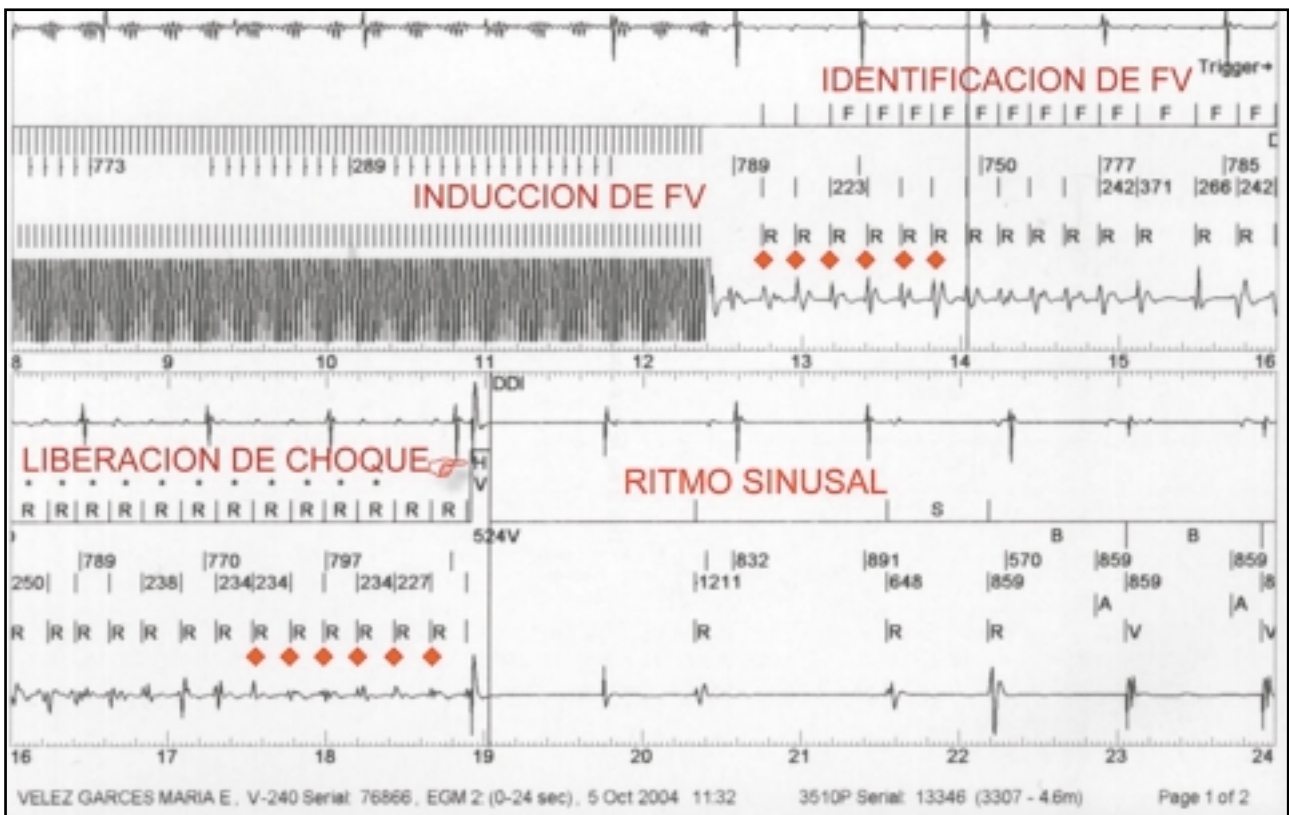 IDENTIFICACION DE FV Trigger→
F F F F F F F F F F F F
773 289 789 750 777 785
INDUCCION DE FV 223 242 371 266 242
R R R R R R R R R R R R R R
8 9 10 11 12 13 14 15 16
DDI
LIBERACION DE CHOQUE H
V
RITMO SINUSAL
R R R R R R R R R R R R R S
524V B B
789 770 797 832 891 570 859 859
250 238 234 234 234 227 1211 648 859 859 8
A A
R R R R R R R R R R R R R R R R V V
16 17 18 19 20 21 22 23 24
VELEZ GARCES MARIA E, V-240 Serial: 76866, EGM 2: (0-24 sec), 5 Oct 2004 11:32 3510P Serial: 13346 (3307 - 4.6m) Page 1 of 2